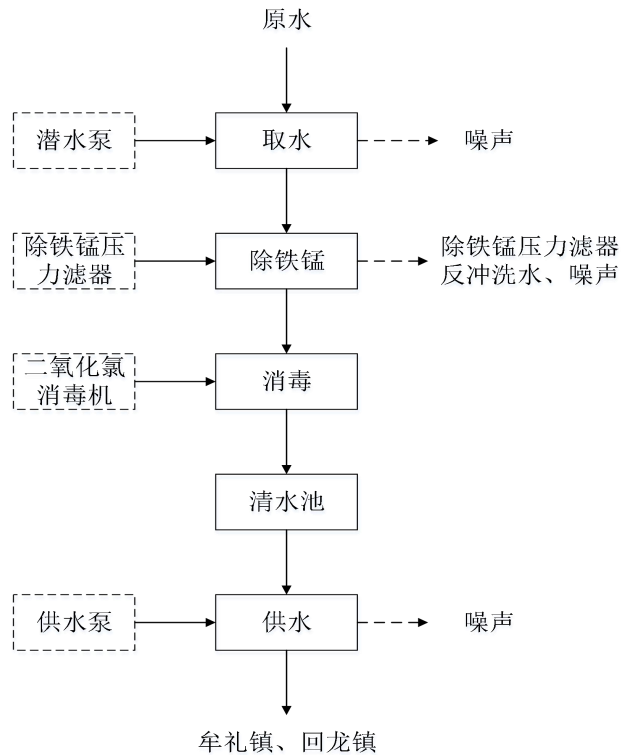 原水
潜水泵
取水
噪声
除铁锰压
力滤器
除铁锰
除铁锰压力滤器
反冲洗水、噪声
二氧化氯
消毒机
消毒
清水池
供水泵
供水
噪声
牟礼镇、回龙镇